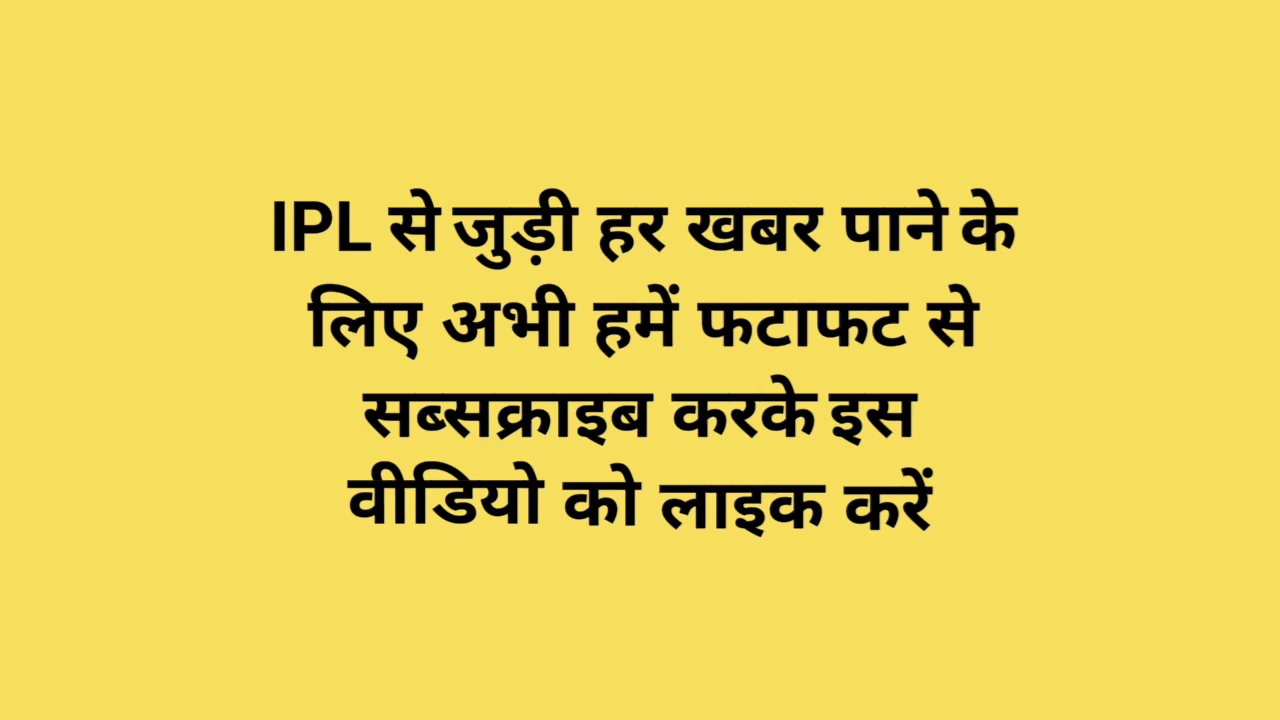 IPL से जुड़ी हर खबर पाने के
लिए अभी हमें फटाफट से
सब्सक्राइब करके इस
वीडियो को लाइक करें